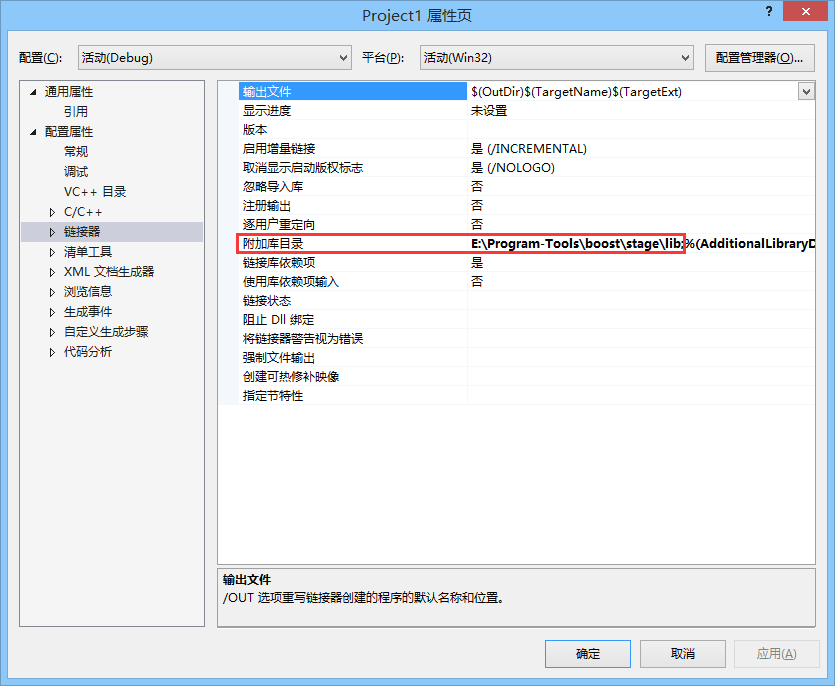 Project1 属性页
?
配置(C): 活动(Debug) 平台(P): 活动(Win32) 配置管理器(O)...
通用属性
引用
配置属性
常规
调试
VC++ 目录
C/C++
链接器
清单工具
XML 文档生成器
浏览信息
生成事件
自定义生成步骤
代码分析
输出文件 $(OutDir)$(TargetName)$(TargetExt)
显示进度 未设置
版本
启用增量链接 是 (/INCREMENTAL)
取消显示启动版权标志 是 (/NOLOGO)
忽略导入库 否
注册输出 否
逐用户重定向 否
附加库目录 E:\Program-Tools\boost\stage\lib;%(AdditionalLibraryD
链接库依赖项 是
使用库依赖项输入 否
链接状态
阻止 Dll 绑定
将链接器警告视为错误
强制文件输出
创建可热修补映像
指定节特性
输出文件
/OUT 选项重写链接器创建的程序的默认名称和位置。
确定 取消 应用(A)